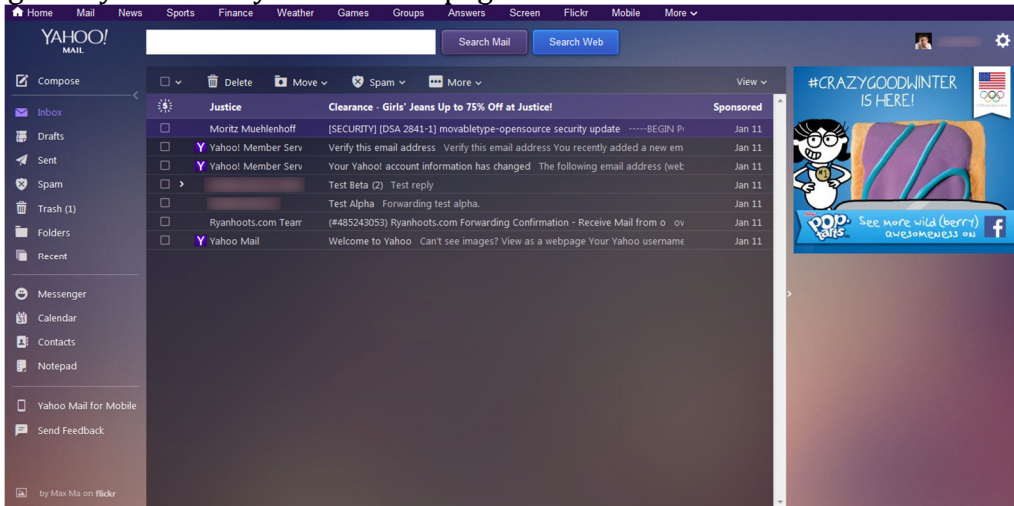 Home Mail News Sports Finance Weather Games Groups Answers Screen Flickr Mobile More
YAHOO!
MAIL
Search Mail Search Web
Compose
Inbox
Drafts
Sent
Spam
Trash (1)
Folders
Recent
Messenger
Calendar
Contacts
Notepad
Yahoo Mail for Mobile
Send Feedback
by Max Ma on flickr
Delete Move Spam More View
Justice Clearance - Girls' Jeans Up to 75% Off at Justice! Sponsored
Moritz Muehlenhoff [SECURITY] [DSA 2841-1] movabletype-opensource security update -----BEGIN Jan 11
Y Yahoo! Member Serv Verify this email address Verify this email address You recently added a new em Jan 11
Y Yahoo! Member Serv Your Yahoo! account information has changed The following email address (wet Jan 11
Test Beta (2) Test reply Jan 11
Test Alpha Forwarding test alpha. Jan 11
Ryanhoots.com Team (#485243053) Ryanhoots.com Forwarding Confirmation - Receive Mail from o ov Jan 11
Y Yahoo Mail Welcome to Yahoo Can't see images? View as a webpage Your Yahoo username Jan 11
#CRAZYGOODWINTER
IS HERE!
POP.tarts
See more wild (berry)
awesomeness on f